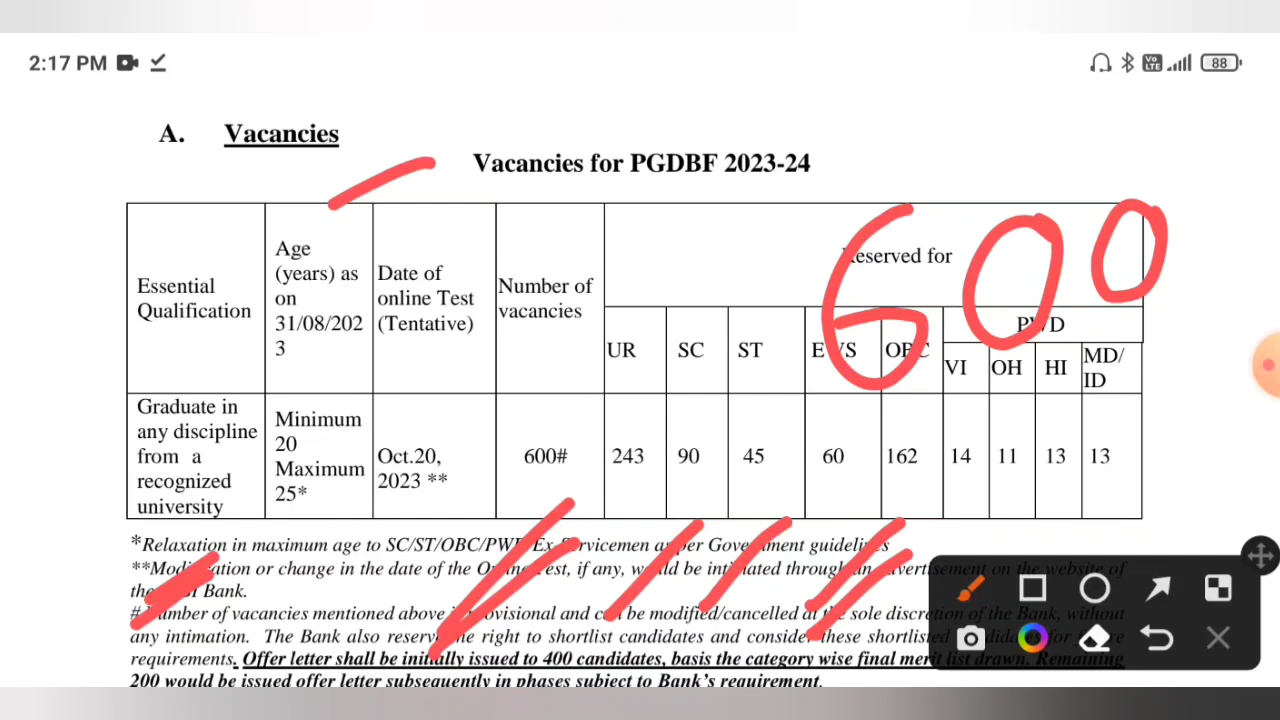 2:17 PM
Vo LTE
88
A. Vacancies
Vacancies for PGDBF 2023-24
Essential Qualification
Age (years) as on 31/08/2023
Date of online Test (Tentative)
Number of vacancies
Reserved for
600
UR
SC
ST
EWS
OBC
PWD
VI
OH
HI
MD/ID
Graduate in any discipline from a recognized university
Minimum 20 Maximum 25*
Oct.20, 2023 **
600#
243
90
45
60
162
14
11
13
13
*Relaxation in maximum age to SC/ST/OBC/PWD/Ex-Servicemen as per Government guidelines
**Modification or change in the date of the Online Test, if any, would be intimated through an advertisement on the website of
the Bank.
# Number of vacancies mentioned above is provisional and can be modified/cancelled at the sole discretion of the Bank, without
any intimation. The Bank also reserve the right to shortlist candidates and consider these shortlisted candidates for
requirements. Offer letter shall be initially issued to 400 candidates, basis the category wise final merit list drawn. Remaining
200 would be issued offer letter subsequently in phases subject to Bank's requirement.